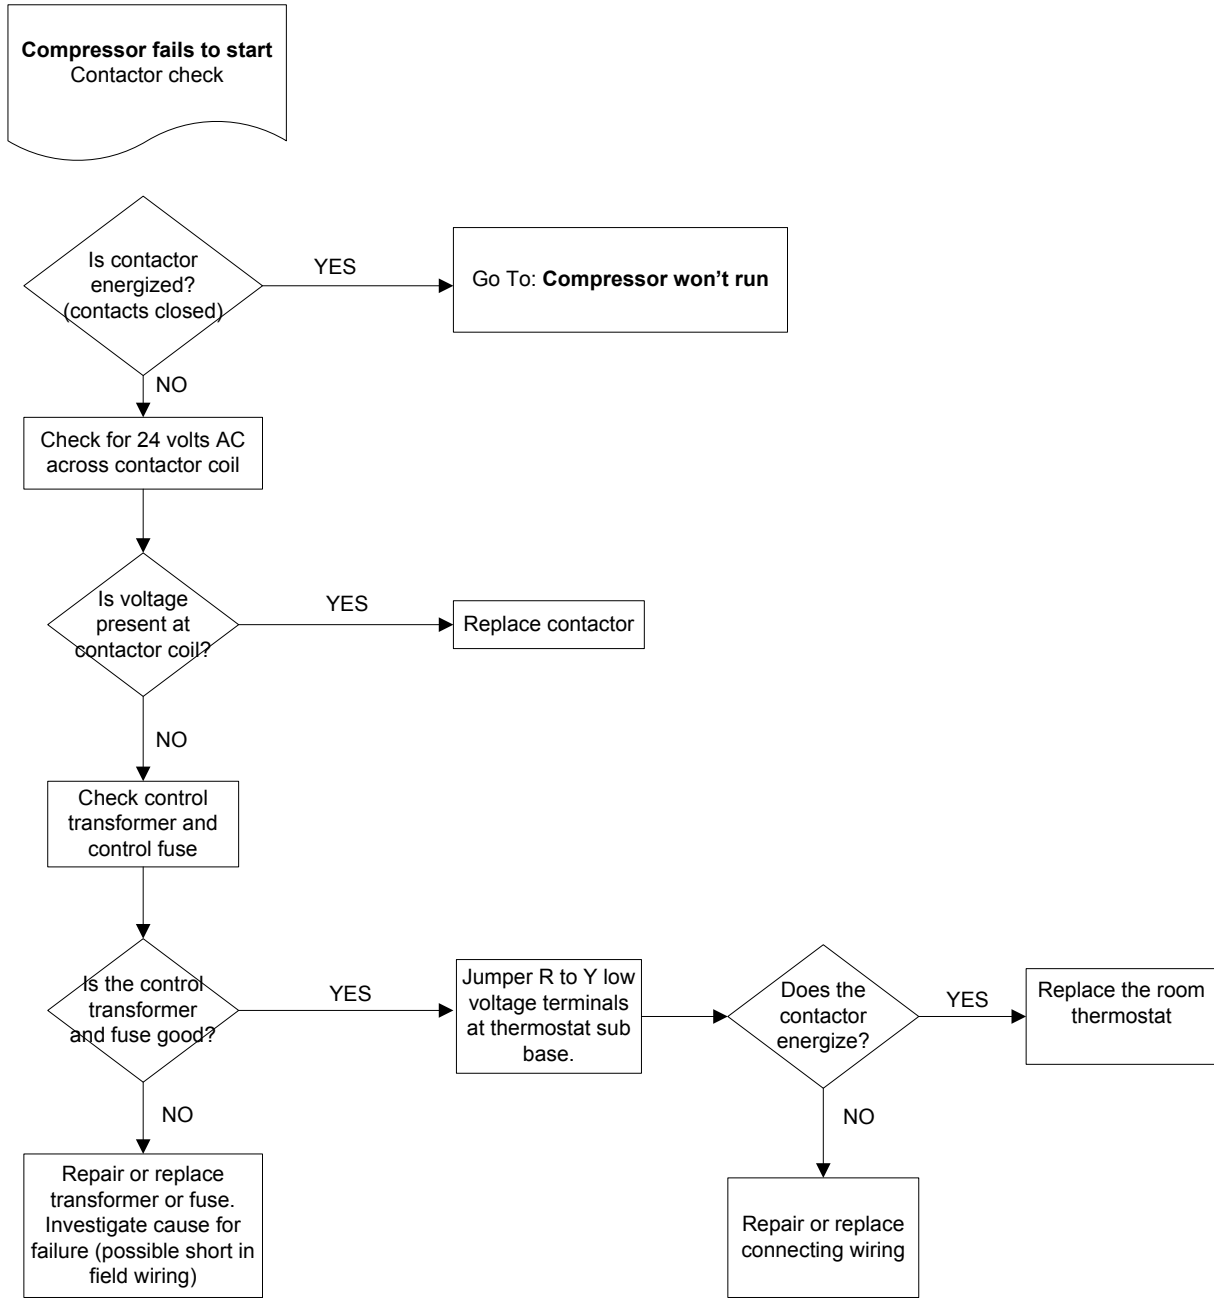 Compressor fails to start
Contactor check
Is contactor
energized?
(contacts closed)
YES
Go To: Compressor won't run
NO
Check for 24 volts AC
across contactor coil
Is voltage
present at
contactor coil?
YES
Replace contactor
NO
Check control
transformer and
control fuse
Is the control
transformer
and fuse good?
YES
Jumper R to Y low
voltage terminals
at thermostat sub
base.
Does the
contactor
energize?
YES
Replace the room
thermostat
NO
Repair or replace
transformer or fuse.
Investigate cause for
failure (possible short in
field wiring)
NO
Repair or replace
connecting wiring